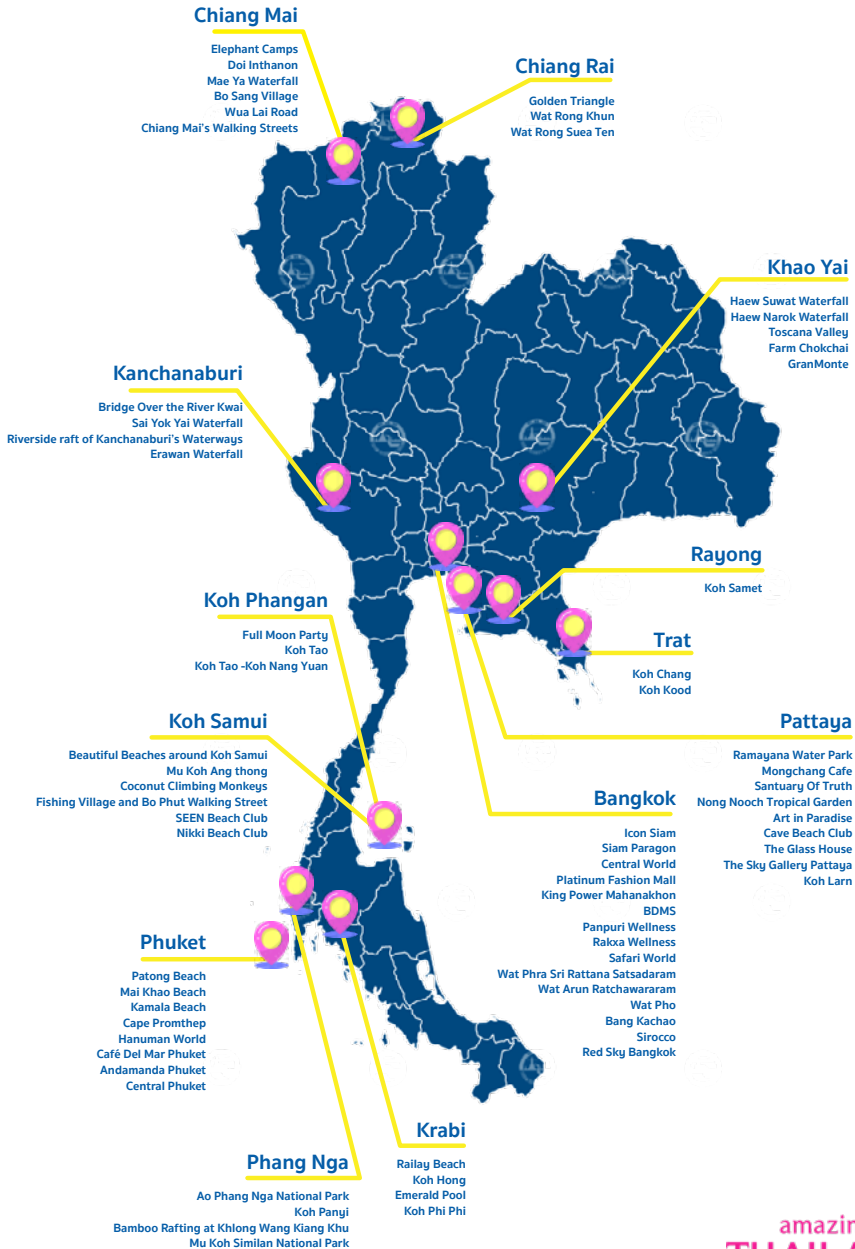 Chiang Mai
Elephant Camps
Doi Inthanon
Mae Ya Waterfall
Bo Sang Village
Wua Lai Road
Chiang Mai's Walking Streets
Chiang Rai
Golden Triangle
Wat Rong Khun
Wat Rong Suea Ten
Khao Yai
Haew Suwat Waterfall
Haew Narok Waterfall
Toscana Valley
Farm Chokchai
GranMonte
Kanchanaburi
Bridge Over the River Kwai
Sai Yok Yai Waterfall
Riverside raft of Kanchanaburi's Waterways
Erawan Waterfall
Rayong
Koh Samet
Koh Phangan
Full Moon Party
Koh Tao
Koh Tao -Koh Nang Yuan
Trat
Koh Chang
Koh Kood
Koh Samui
Beautiful Beaches around Koh Samui
Mu Koh Ang thong
Coconut Climbing Monkeys
Fishing Village and Bo Phut Walking Street
SEEN Beach Club
Nikki Beach Club
Pattaya
Ramayana Water Park
Mongchang Cafe
Santuary Of Truth
Nong Nooch Tropical Garden
Art in Paradise
Cave Beach Club
The Glass House
The Sky Gallery Pattaya
Koh Larn
Bangkok
Icon Siam
Siam Paragon
Central World
Platinum Fashion Mall
King Power Mahanakhon
BDMS
Panpuri Wellness
Rakxa Wellness
Safari World
Wat Phra Sri Rattana Satsadaram
Wat Arun Ratchawararam
Wat Pho
Bang Kachao
Sirocco
Red Sky Bangkok
Phuket
Patong Beach
Mai Khao Beach
Kamala Beach
Cape Promthep
Hanuman World
Café Del Mar Phuket
Andamanda Phuket
Central Phuket
Krabi
Railay Beach
Koh Hong
Emerald Pool
Koh Phi Phi
Phang Nga
Ao Phang Nga National Park
Koh Panyi
Bamboo Rafting at Khlong Wang Kiang Khu
Mu Koh Similan National Park
amazin